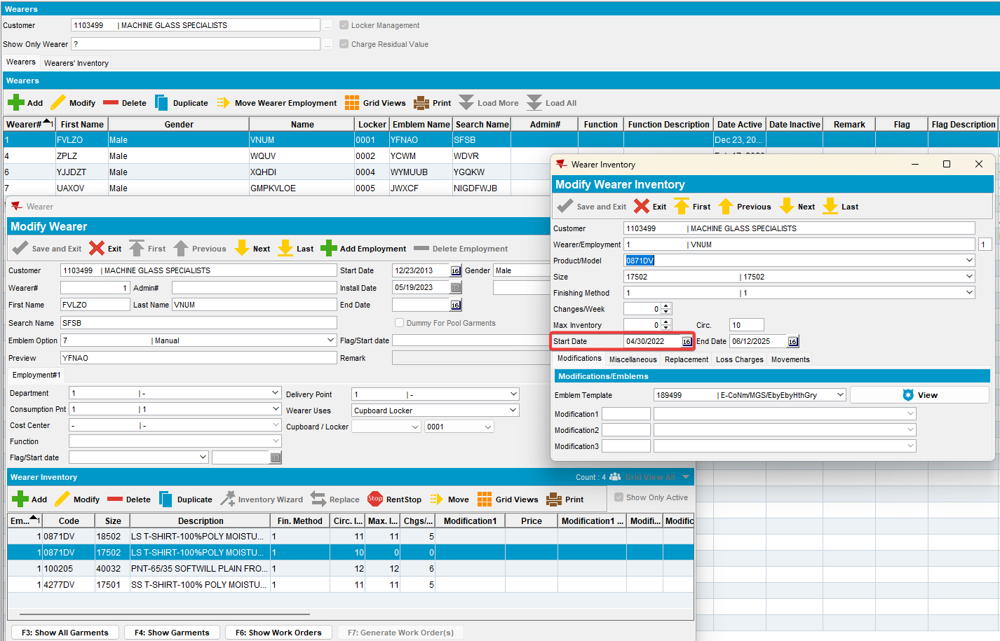 Wearers
Customer 1103499 | MACHINE GLASS SPECIALISTS ... Locker Management
Show Only Wearer ? ... Charge Residual Value
Wearers Wearers' Inventory
Wearers
Add Modify Delete Duplicate Move Wearer Employment Grid Views Print Load More Load All
Wearer# 1 First Name Gender Name Locker Emblem Name Search Name Admin# Function Function Description Date Active Date Inactive Remark Flag Flag Description
1 FVLZO Male VNUM 0001 YFNAO SFSB Dec 23, 20...
4 ZPLZ Male WQUV 0002 YCWM WDVR
6 YJJDZT Male XQHDI 0004 WYMUUB YGQKW
7 UAXOV Male GMPKVLOE 0005 JWXCF NIGDFWJB
Wearer
Modify Wearer
Save and Exit Exit First Previous Next Last Add Employment Delete Employment
Customer 1103499 | MACHINE GLASS SPECIALISTS Start Date 12/23/2013 16 Gender Male
Wearer# 1 Admin# Install Date 05/19/2023 16
First Name FVLZO Last Name VNUM End Date 16
Search Name SFSB Dummy For Pool Garments
Emblem Option 7 | Manual Flag/Start date
Preview YFNAO Remark
Employment#1
Department 1 | - Delivery Point 1 | -
Consumption Pnt 1 | 1 Wearer Uses Cupboard Locker
Cost Center - | - Cupboard / Locker 0001
Function
Flag/Start date 16
Wearer Inventory Count : 4 Grid View All
Add Modify Delete Duplicate Inventory Wizard Replace Stop RentStop Move Grid Views Print Show Only Active
Em... 1 Code Size Description Fin. Method Circ. I... Max. I... Chgs/... Modification1 Price Modification1 ... Modifi... Modific
1 0871DV 18502 LS T-SHIRT-100%POLY MOISTU... 1 11 11 5
1 0871DV 17502 LS T-SHIRT-100%POLY MOISTU... 1 10 0 0
1 100205 40032 PNT-65/35 SOFTWILL PLAIN FRO... 1 12 12 6
1 4277DV 17501 SS T-SHIRT-100% POLY MOISTU... 1 11 11 5
F3: Show All Garments F4: Show Garments F6: Show Work Orders F7: Generate Work Order(s)
Wearer Inventory
Modify Wearer Inventory
Save and Exit Exit First Previous Next Last
Customer 1103499 | MACHINE GLASS SPECIALISTS
Wearer/Employment 1 | VNUM 1
Product/Model 0871DV
Size 17502 | 17502
Finishing Method 1 | 1
Changes/Week 0
Max Inventory 0 Circ. 10
Start Date 04/30/2022 16 End Date 06/12/2025 16
Modifications Miscellaneous Replacement Loss Charges Movements
Modifications/Emblems
Emblem Template 189499 | E-CoNm/MGS/EbyEbyHthGry View
Modification1
Modification2
Modification3